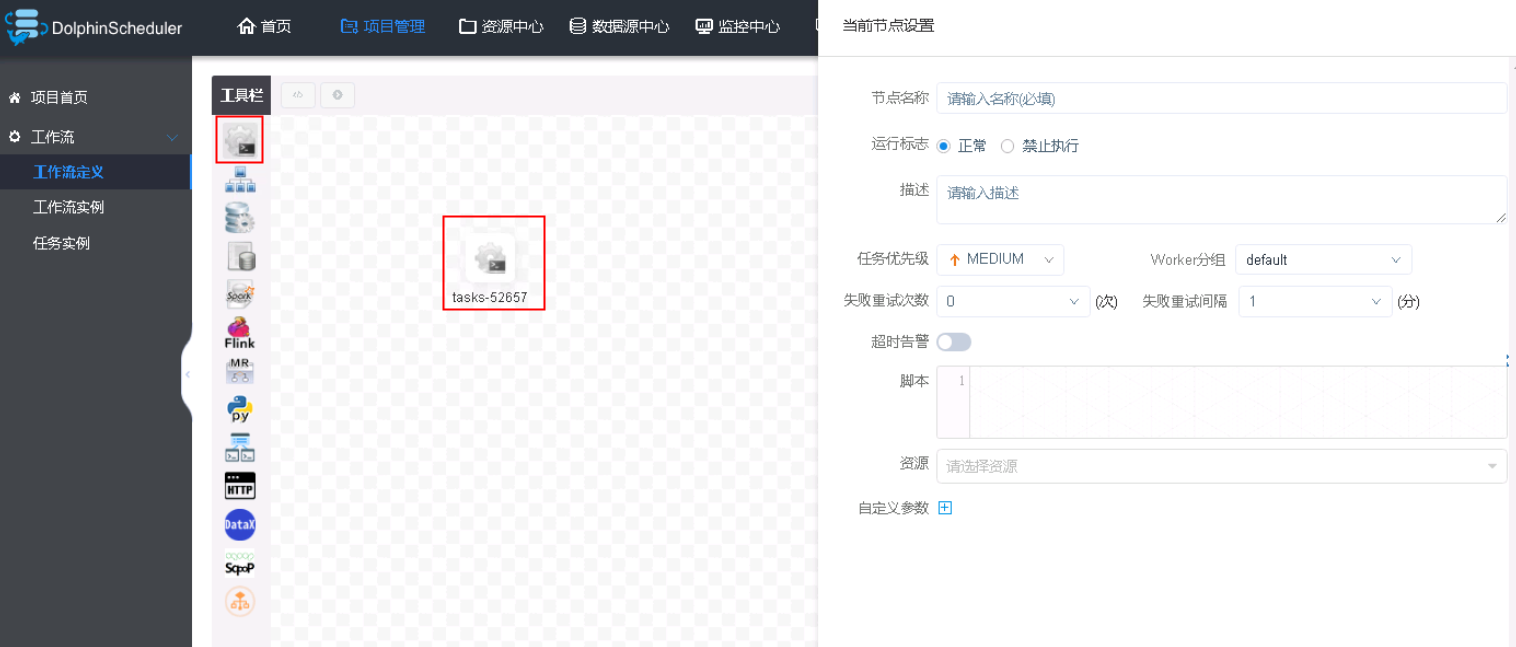 DolphinScheduler
首页
项目管理
资源中心
数据源中心
监控中心
项目首页
工作流
工作流定义
工作流实例
任务实例
工具栏
Spark
Flink
MR
py
HTTP
DataX
Sqoop
tasks-52657
当前节点设置
节点名称 请输入名称(必填)
运行标志 正常 禁止执行
描述 请输入描述
任务优先级 MEDIUM Worker分组 default
失败重试次数 0 (次) 失败重试间隔 1 (分)
超时告警
脚本 1
资源 请选择资源
自定义参数